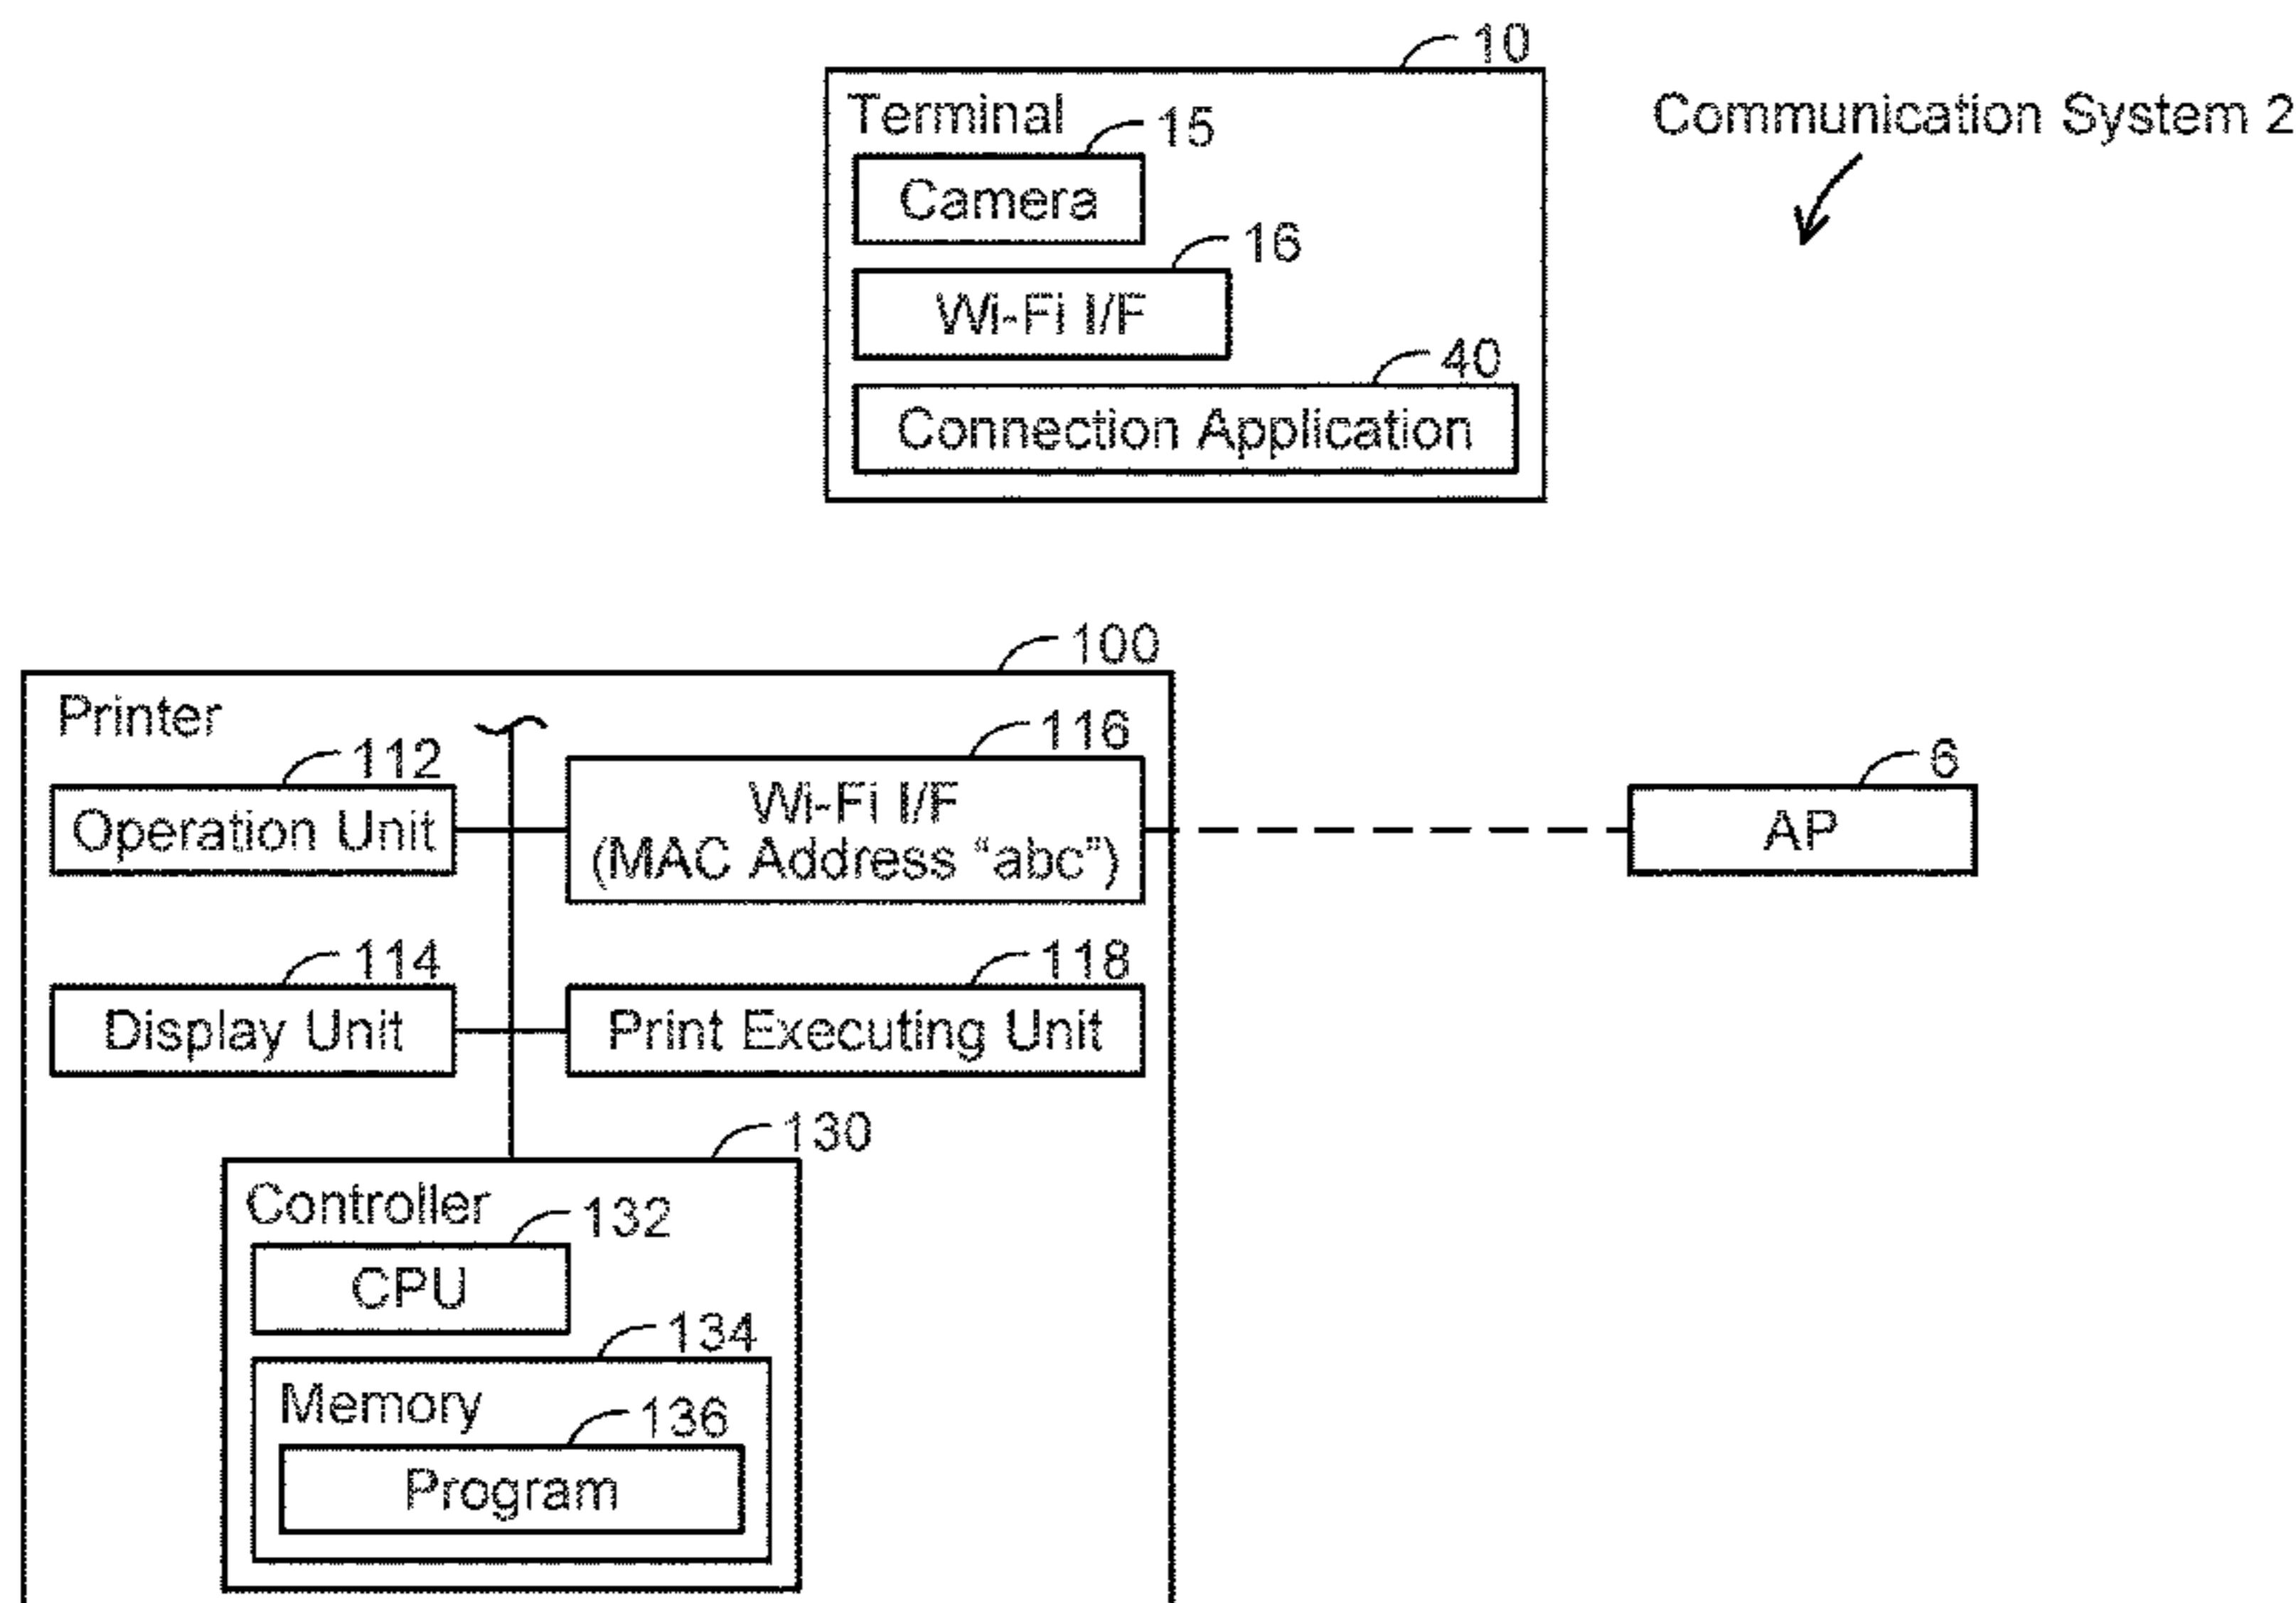 10
Terminal
Communication System 2
15
Camera
16
Wi-Fi I/F
40
Connection Application
100
Printer
116
112
6
Wi-Fi I/F
(MAC Address “abc”)
Operation Unit
AP
114
118
Display Unit
Print Executing Unit
130
Controller
132
CPU
134
Memory
136
Program